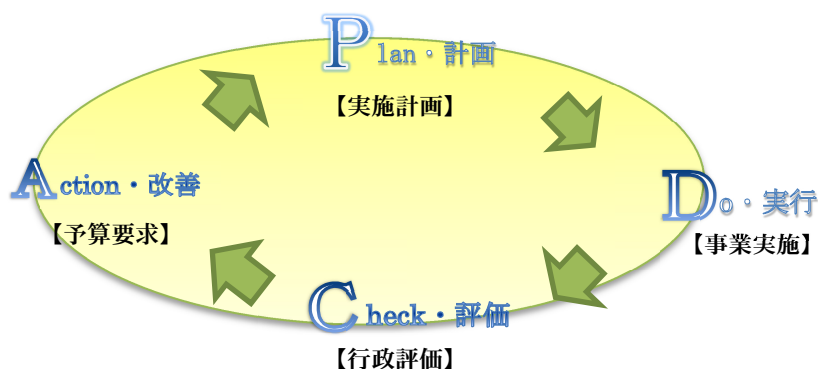 Plan・計画
【実施計画】
Do・実行
【事業実施】
Check・評価
【行政評価】
Action・改善
【予算要求】